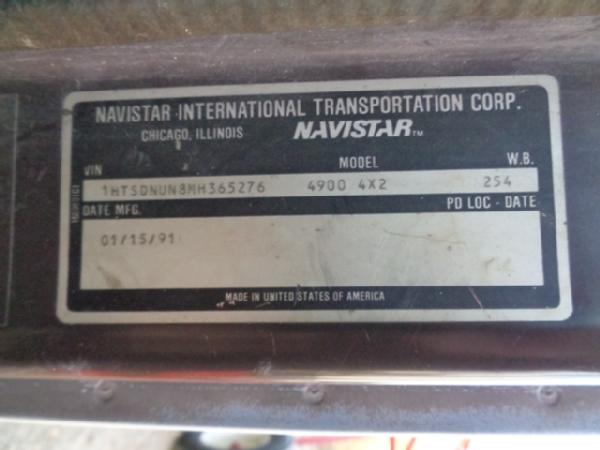 NAVISTAR INTERNATIONAL TRANSPORTATION CORP.
CHICAGO, ILLINOIS NAVISTAR TM
VIN MODEL W.B.
1HTSDNUN8MH365276 4900 4X2 254
DATE MFG. PD LOC - DATE
01/15/91
MADE IN UNITED STATES OF AMERICA